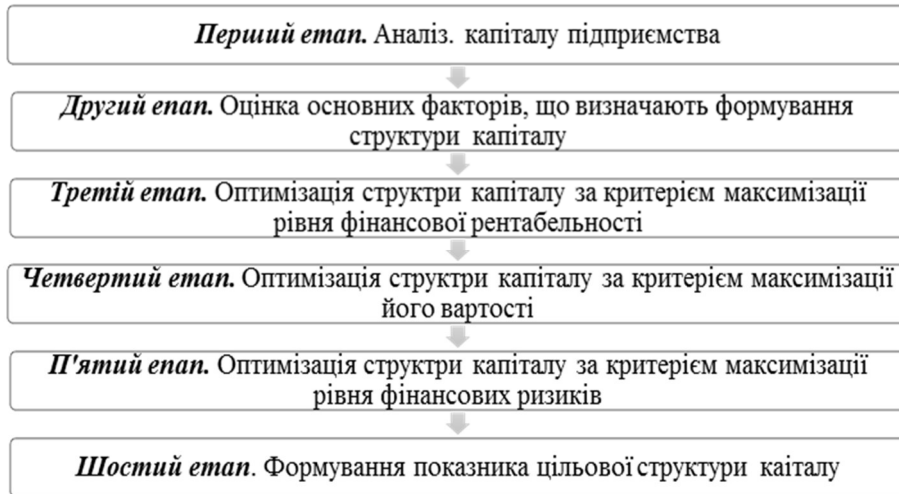 Перший етап. Аналіз. капіталу підприємства
Другий епап. Оцінка основних факторів, що визначають формування
структури капіталу
Третій етап. Оптимізація структри капіталу за критерієм максимізації
рівня фінансової рентабельності
Четвертий етап. Оптимізація структри капіталу за критерієм максимізації
його вартості
П'ятий епап. Оптимізація структри капіталу за критерієм максимізації
рівня фінансових ризиків
Шостий етап. Формування показника цільової структури каіталу